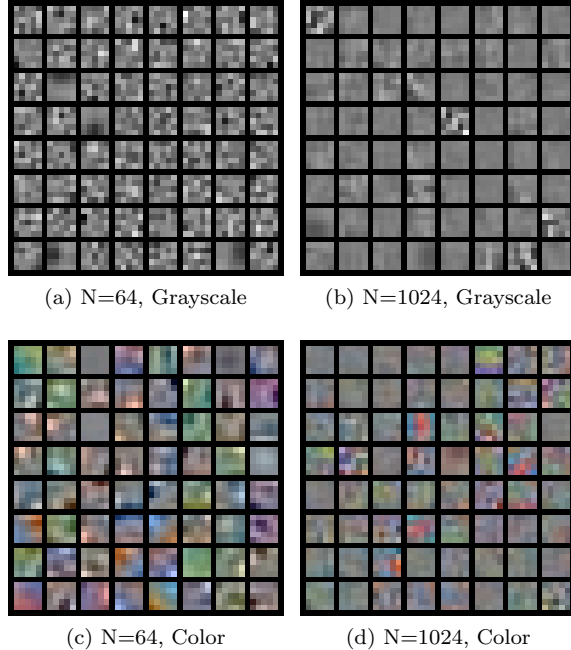 (a) N=64, Grayscale
(b) N=1024, Grayscale
(c) N=64, Color
(d) N=1024, Color